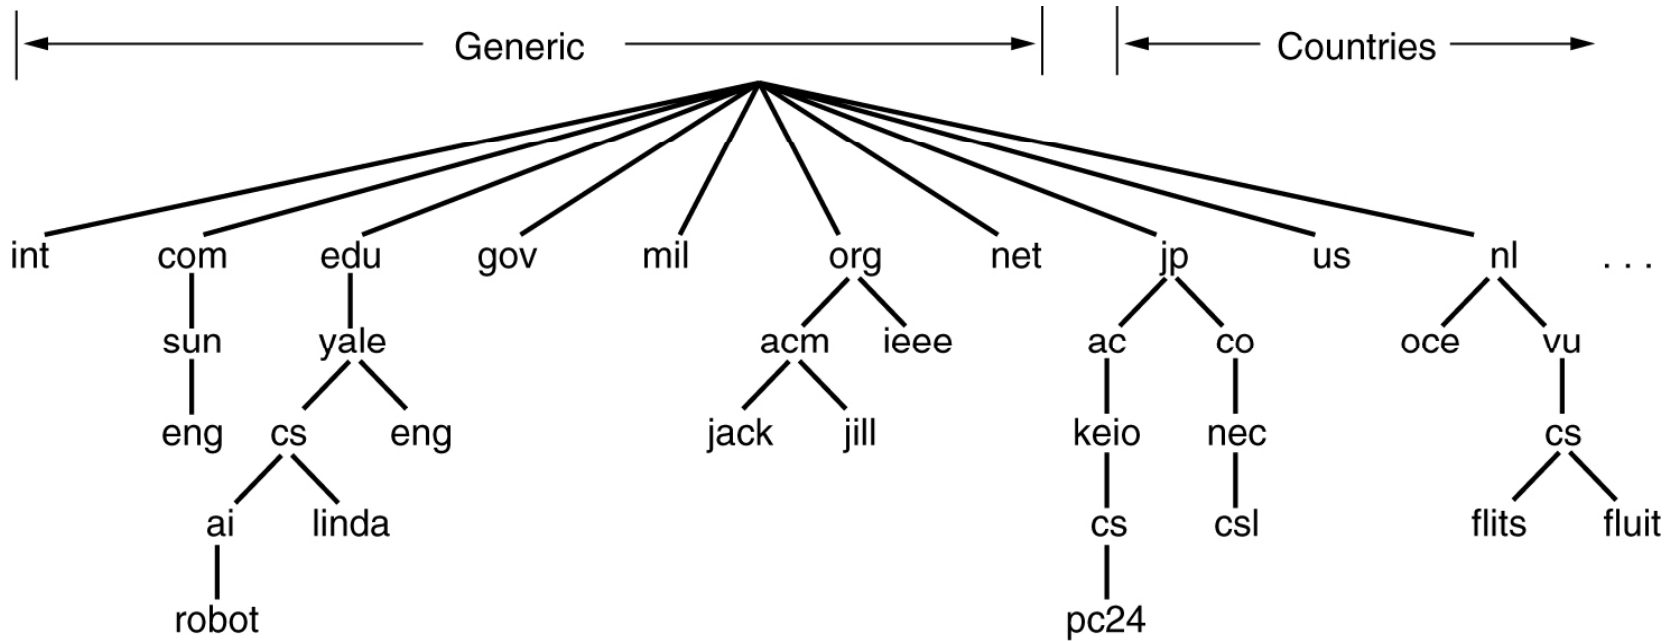 Generic Countries
int com edu gov mil org net jp us nl . . .
sun yale acm ieee ac co oce vu
eng cs eng jack jill keio nec cs
ai linda cs csl flits fluit
robot pc24